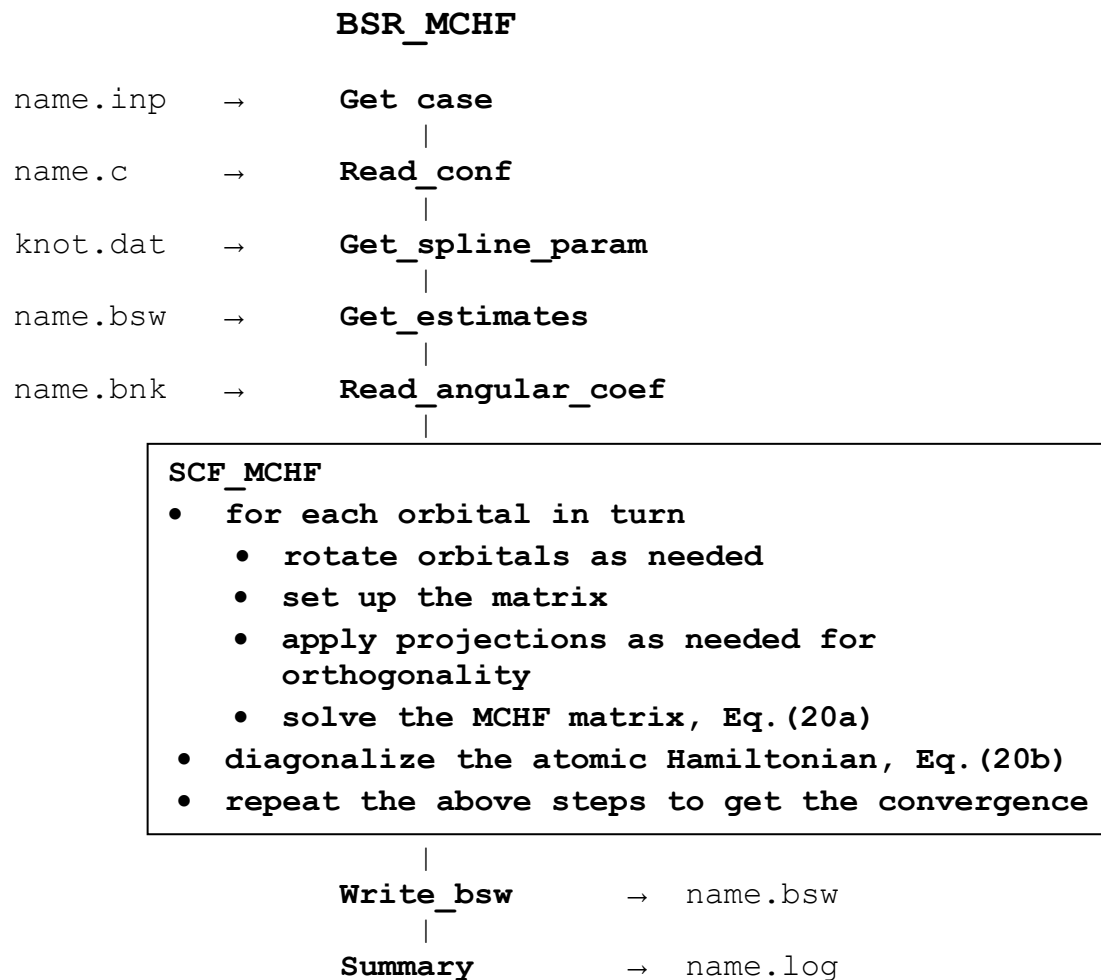 BSR_MCHF
name.inp → Get case
|
name.c → Read_conf
|
knot.dat → Get_spline_param
|
name.bsw → Get_estimates
|
name.bnk → Read_angular_coef
|
SCF_MCHF
• for each orbital in turn
• rotate orbitals as needed
• set up the matrix
• apply projections as needed for
orthogonality
• solve the MCHF matrix, Eq.(20a)
• diagonalize the atomic Hamiltonian, Eq.(20b)
• repeat the above steps to get the convergence
|
Write_bsw → name.bsw
|
Summary → name.log